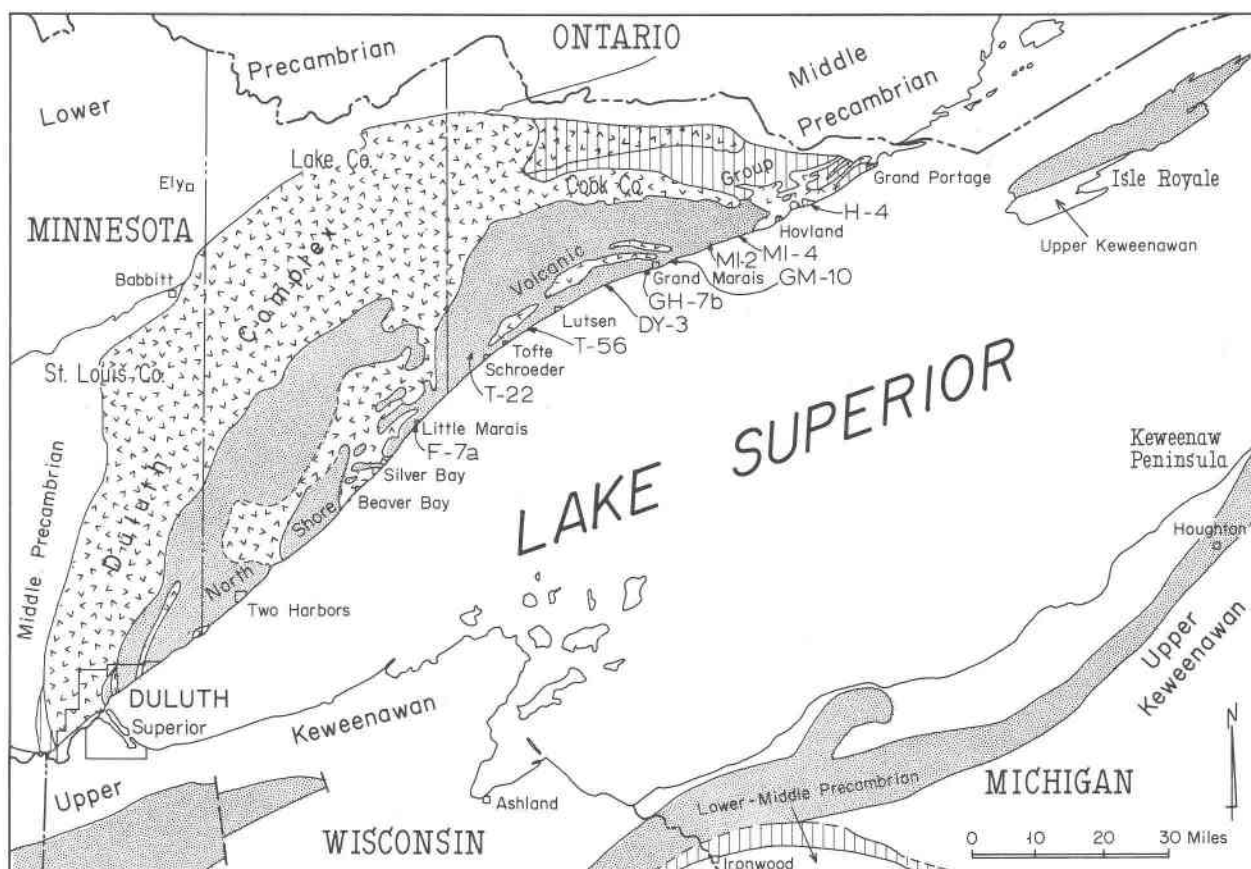 ONTARIO
Precambrian
Middle
Precambrian
Lower
Lake Co.
Ely
Group
Cook Co.
Grand Portage
Isle Royale
H-4
Hovland
MINNESOTA
Upper Keweenawan
MI-4
MI-2
Volcanic
Babbitt
Complex
Grand Marais
GM-10
GH-7b
DY-3
Lutsen
T-56
Tofte
Schroeder
St. Louis Co.
T-22
LAKE SUPERIOR
Little Marais
F-7a
Keweenaw
Peninsula
Silver Bay
Beaver Bay
Shore
Middle Precambrian
Duluth
Houghton
North
Two Harbors
Upper
Keweenawan
DULUTH
Superior
Keweenawan
N
Upper
MICHIGAN
Lower-Middle Precambrian
Ashland
WISCONSIN
0 10 20 30 Miles
Ironwood